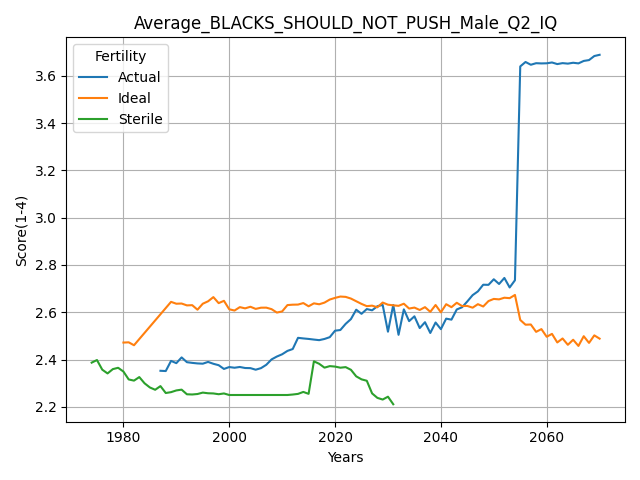 Average_BLACKS_SHOULD_NOT_PUSH_Male_Q2_IQ
Fertility
Actual
Ideal
Sterile
Score(1-4)
3.6
3.4
3.2
3.0
2.8
2.6
2.4
2.2
1980
2000
2020
2040
2060
Years